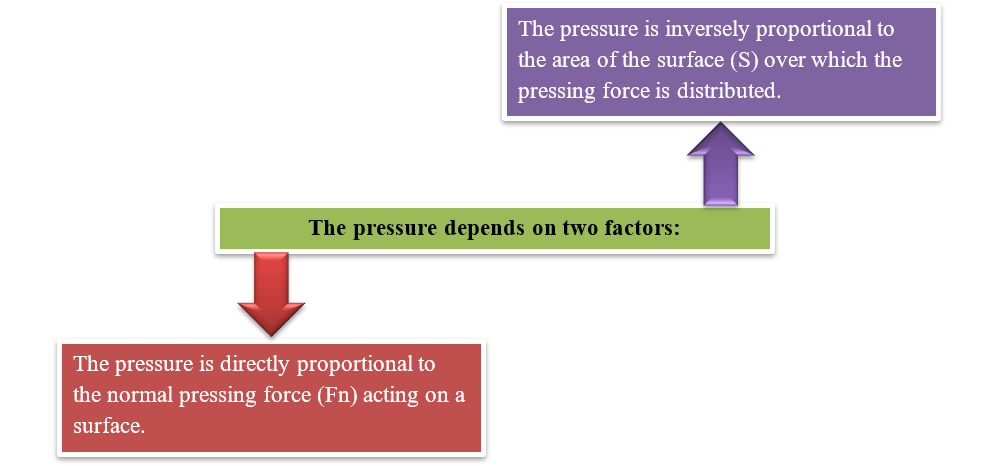 The pressure is inversely proportional to
the area of the surface (S) over which the
pressing force is distributed.
The pressure depends on two factors:
The pressure is directly proportional to
the normal pressing force (Fn) acting on a
surface.